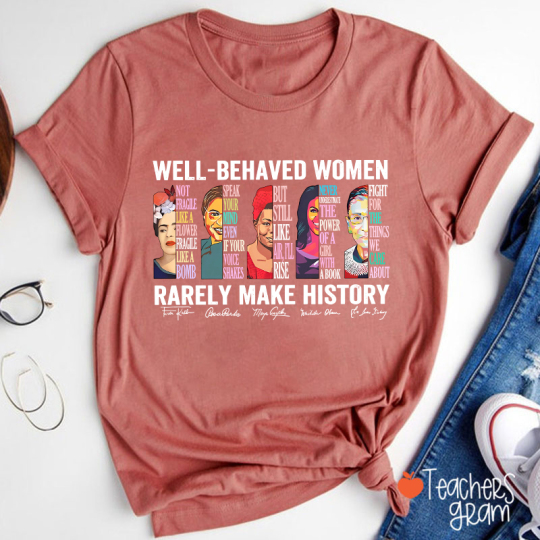 WELL-BEHAVED WOMEN
NOT
FRAGILE
LIKE A
FLOWER
FRAGILE
LIKE A
BOMB
SPEAK
YOUR
MIND
EVEN
IF YOUR
VOICE
SHAKES
BUT
STILL
LIKE
AIR, I'LL
RISE
NEVER
UNDERESTIMATE
THE
POWER
OF A
GIRL
WITH
A BOOK
FIGHT
FOR
THE
THINGS
WE
CARE
ABOUT
RARELY MAKE HISTORY
Rosa Parks
TEACHERS
gram